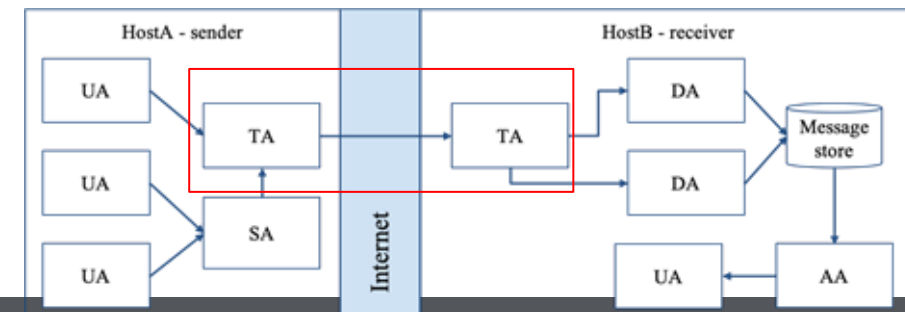 HostA - sender
HostB - receiver
UA
DA
TA
TA
Message
store
UA
DA
SA
Internet
UA
UA
AA